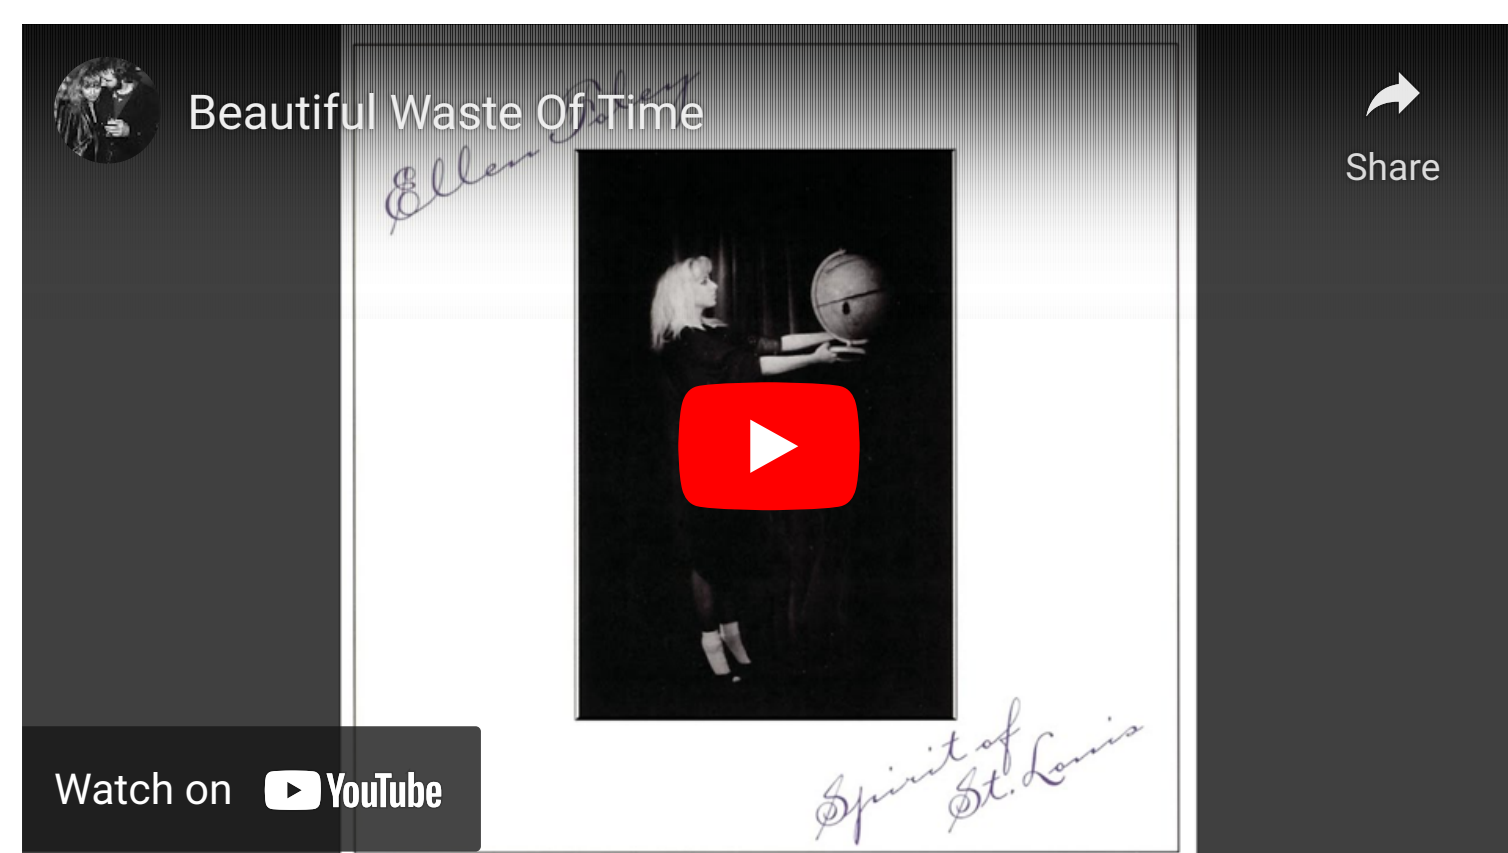 Beautiful Waste Of Time
Share
Ellen Foley
Spirit of
St. Louis
Watch on YouTube